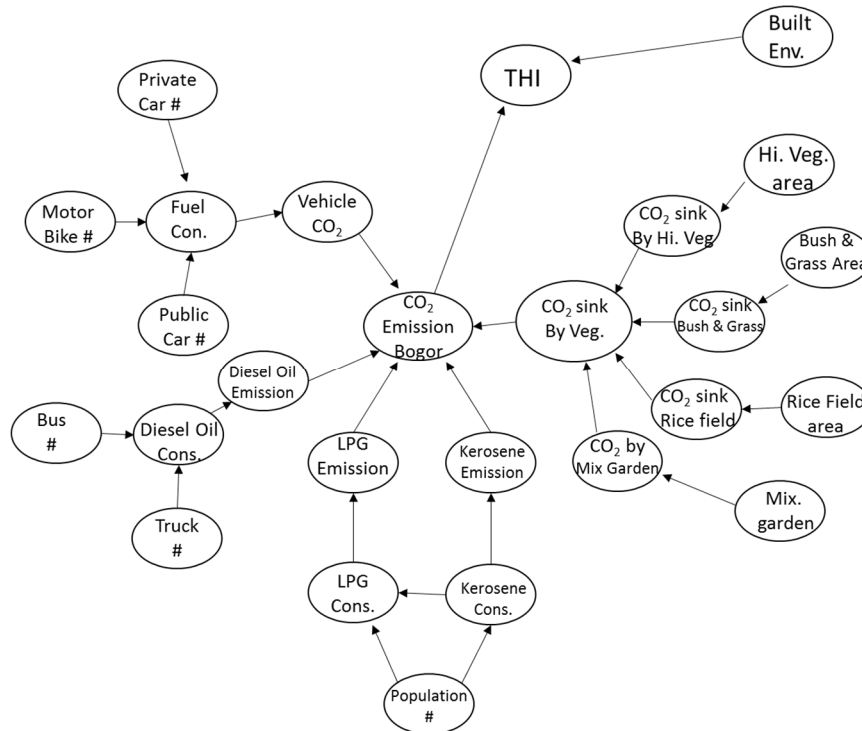 Built
Env.
THI
Private
Car #
Hi. Veg.
area
Motor
Bike #
Fuel
Con.
Vehicle
CO₂
CO₂ sink
By Hi. Veg
Bush &
Grass Area
Public
Car #
CO₂
Emission
Bogor
CO₂ sink
By Veg.
CO₂ sink
Bush & Grass
Diesel Oil
Emission
CO₂ sink
Rice field
Rice Field
area
Bus
#
Diesel Oil
Cons.
LPG
Emission
Kerosene
Emission
CO₂ by
Mix Garden
Truck
#
Mix.
garden
LPG
Cons.
Kerosene
Cons.
Population
#